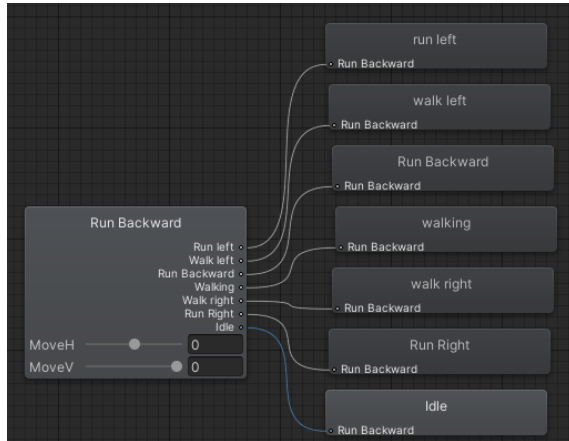 run left
Run Backward
walk left
Run Backward
Run Backward
Run Backward
walking
Run Backward
walk right
Run Backward
Run Right
Run Backward
Idle
Run Backward
Run Backward
Run left
Walk left
Run Backward
Walking
Walk right
Run Right
Idle
MoveH 0
MoveV 0